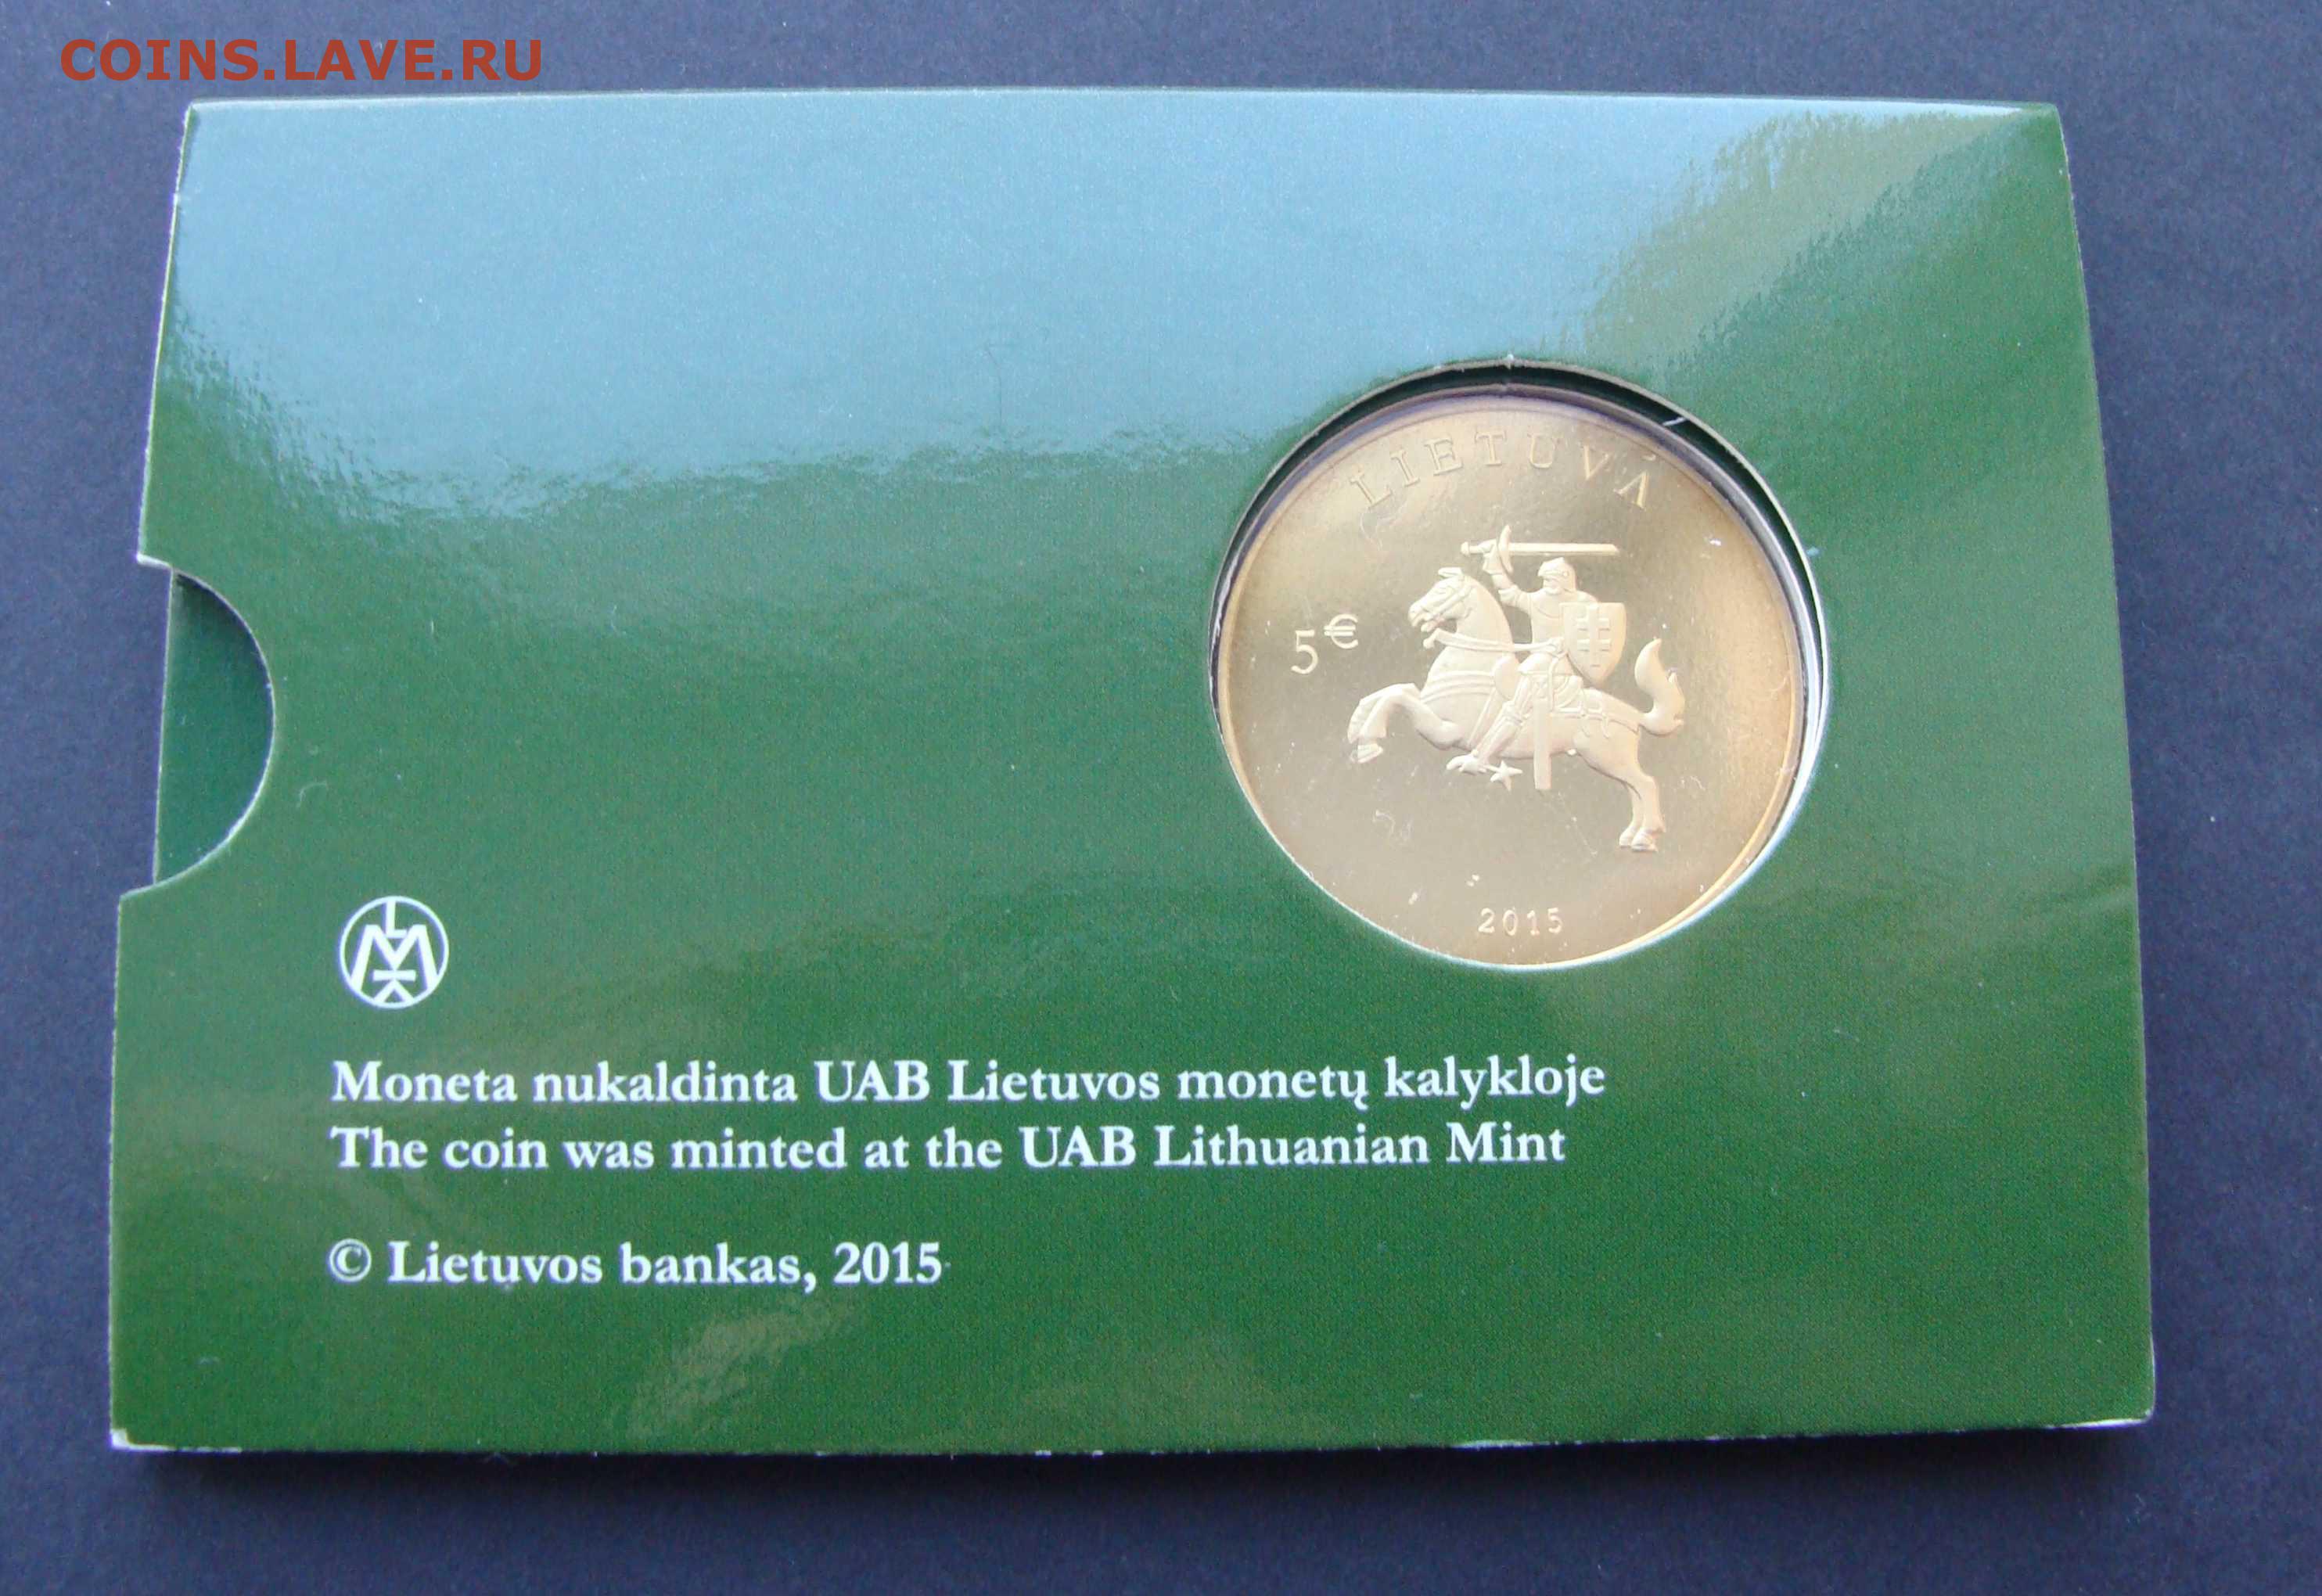 COINS.LAVE.RU
LIETUVA
5 €
2015
LMK
Moneta nukaldinta UAB Lietuvos monetų kalykloje
The coin was minted at the UAB Lithuanian Mint
© Lietuvos bankas, 2015